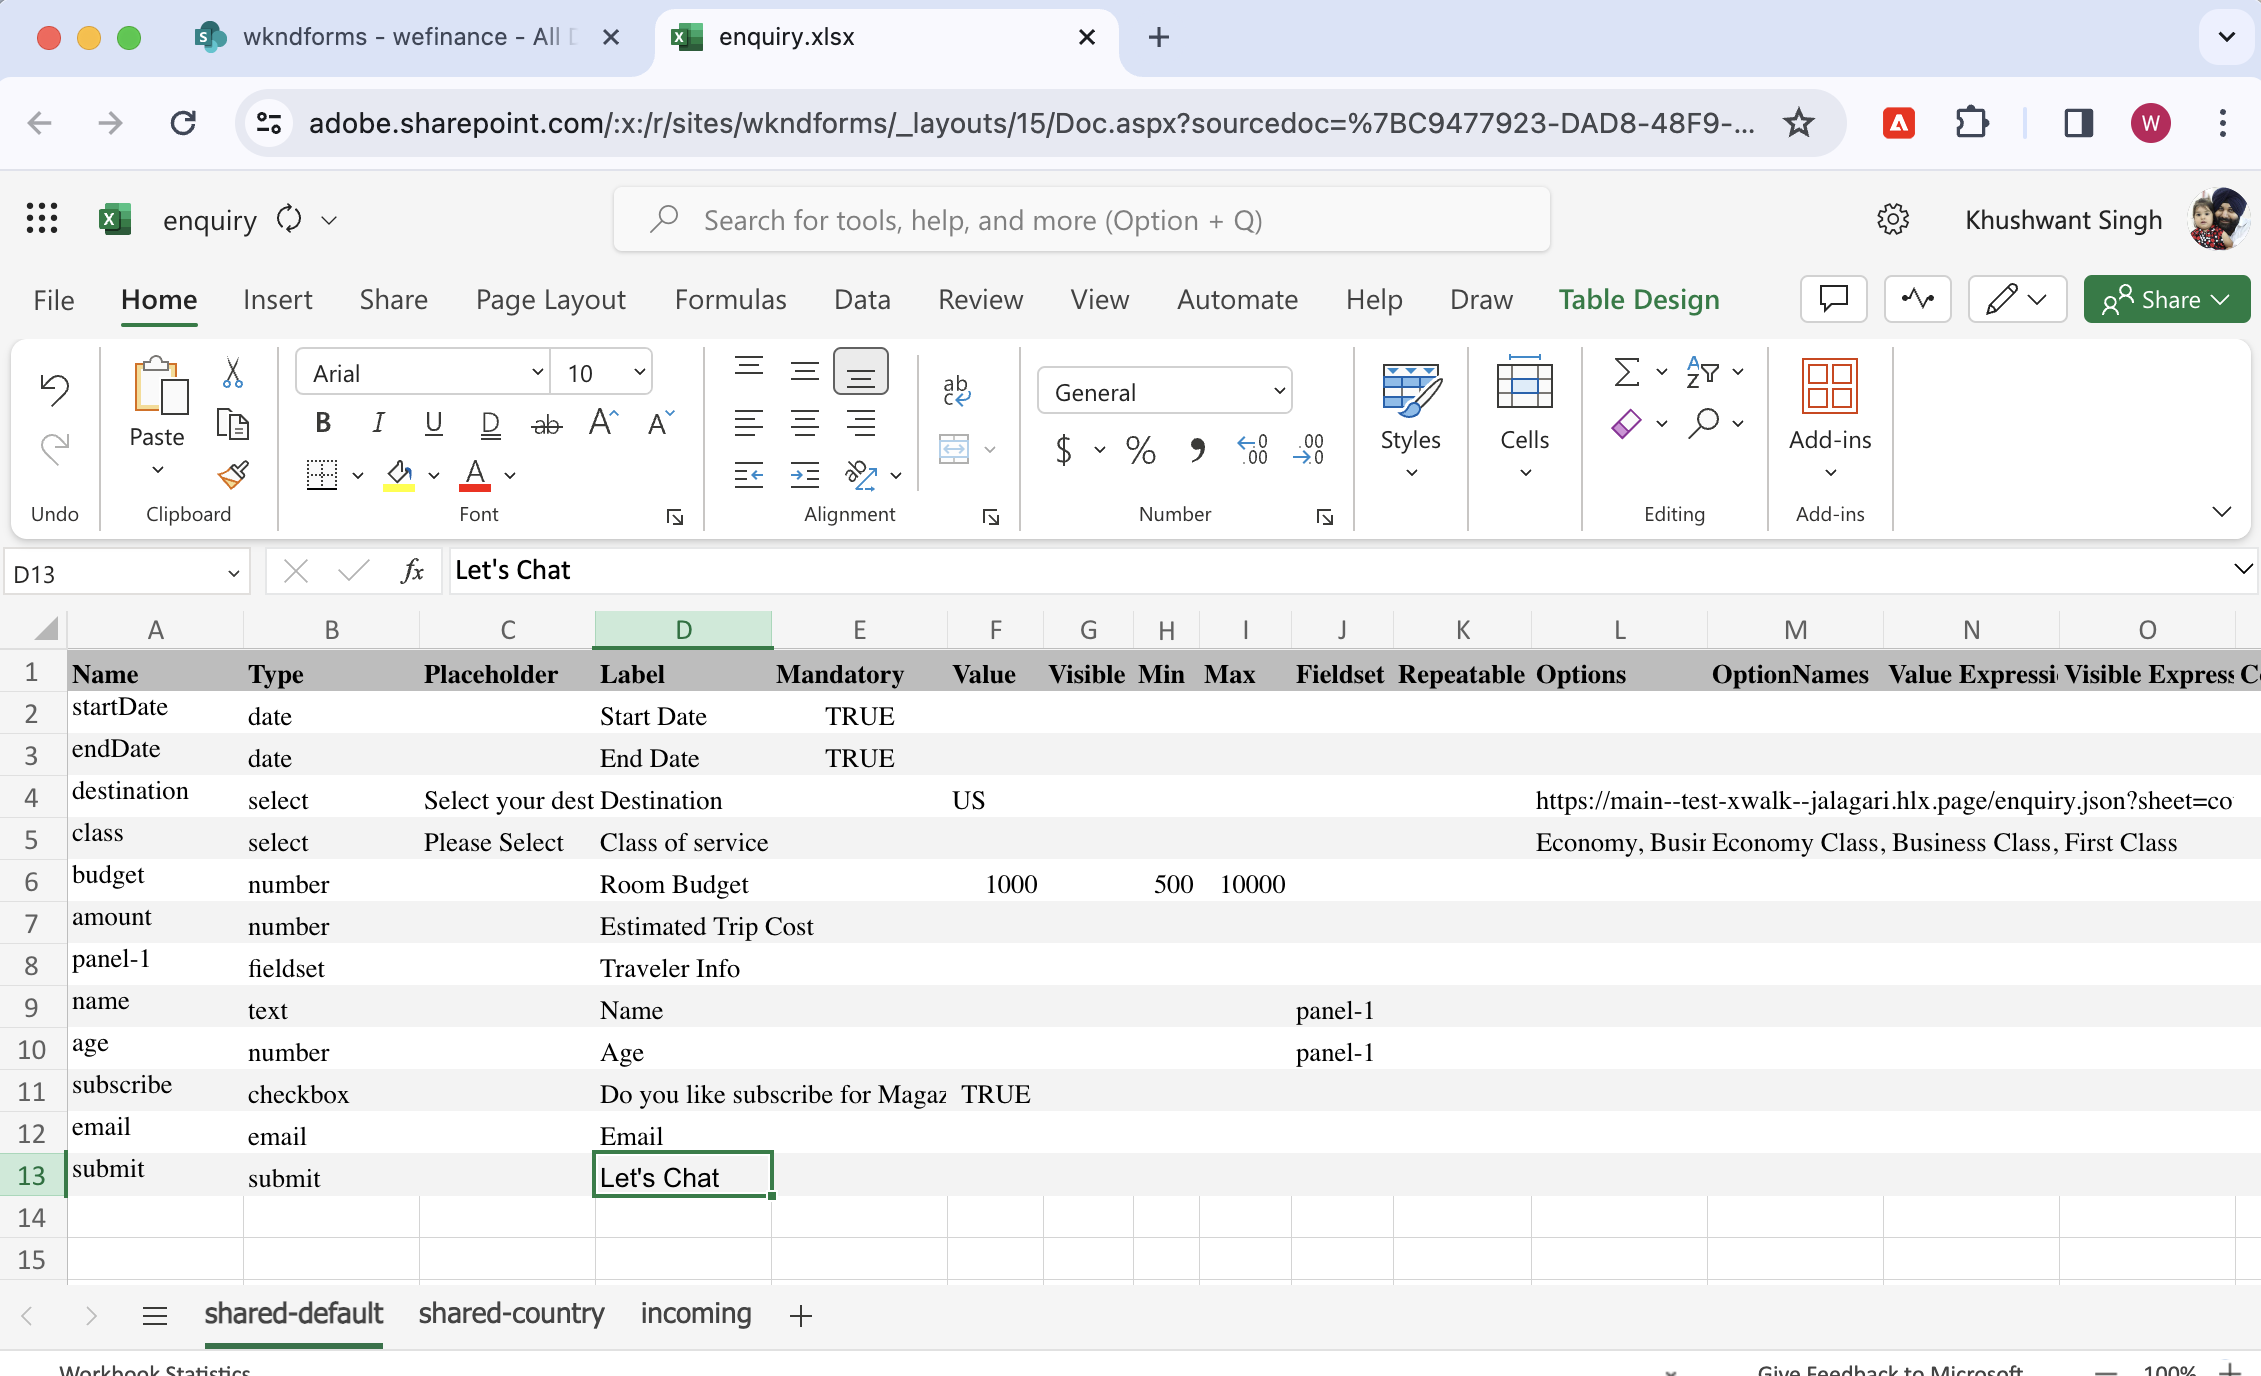 wkndforms - wefinance - All
enquiry.xlsx
adobe.sharepoint.com/:x:/r/sites/wkndforms/_layouts/15/Doc.aspx?sourcedoc=%7BC9477923-DAD8-48F9-...
W
enquiry
Search for tools, help, and more (Option + Q)
Khushwant Singh
File Home Insert Share Page Layout Formulas Data Review View Automate Help Draw Table Design Share
Arial 10
General
Paste
Styles Cells Add-ins
Undo Clipboard Font Alignment Number Editing Add-ins
D13 fx Let's Chat
A B C D E F G H I J K L M N O
1 Name Type Placeholder Label Mandatory Value Visible Min Max Fieldset Repeatable Options OptionNames Value Expressi Visible Express
2 startDate date Start Date TRUE
3 endDate date End Date TRUE
4 destination select Select your dest Destination US https://main--test-xwalk--jalagari.hlx.page/enquiry.json?sheet=co
5 class select Please Select Class of service Economy, Busir Economy Class, Business Class, First Class
6 budget number Room Budget 1000 500 10000
7 amount number Estimated Trip Cost
8 panel-1 fieldset Traveler Info
9 name text Name panel-1
10 age number Age panel-1
11 subscribe checkbox Do you like subscribe for Magaz TRUE
12 email email Email
13 submit submit Let's Chat
14
15
shared-default shared-country incoming
Workbook Statistics Give Feedback to Microsoft 100%